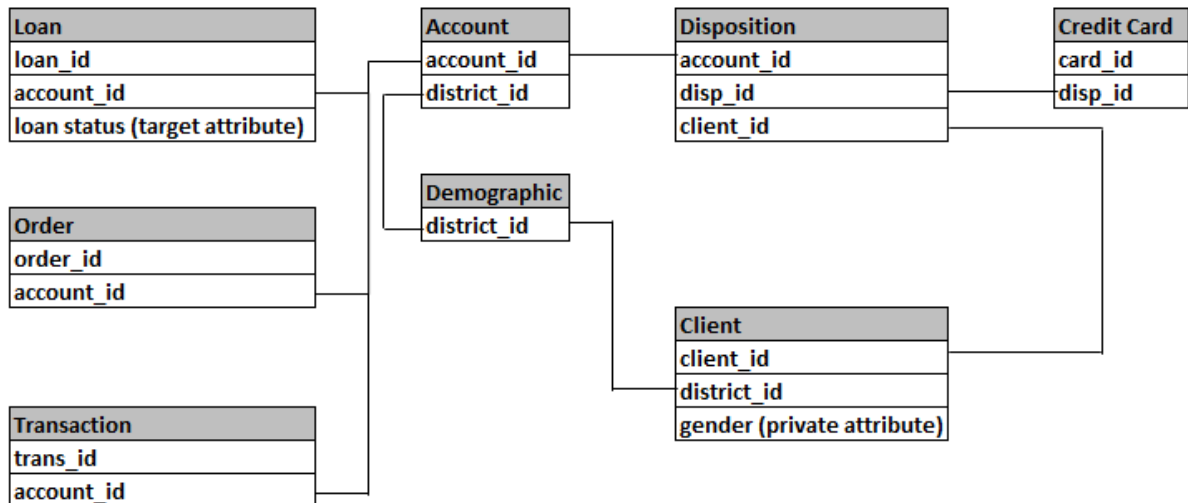 Loan
loan_id
account_id
loan status (target attribute)
Order
order_id
account_id
Transaction
trans_id
account_id
Account
account_id
district_id
Demographic
district_id
Disposition
account_id
disp_id
client_id
Client
client_id
district_id
gender (private attribute)
Credit Card
card_id
disp_id